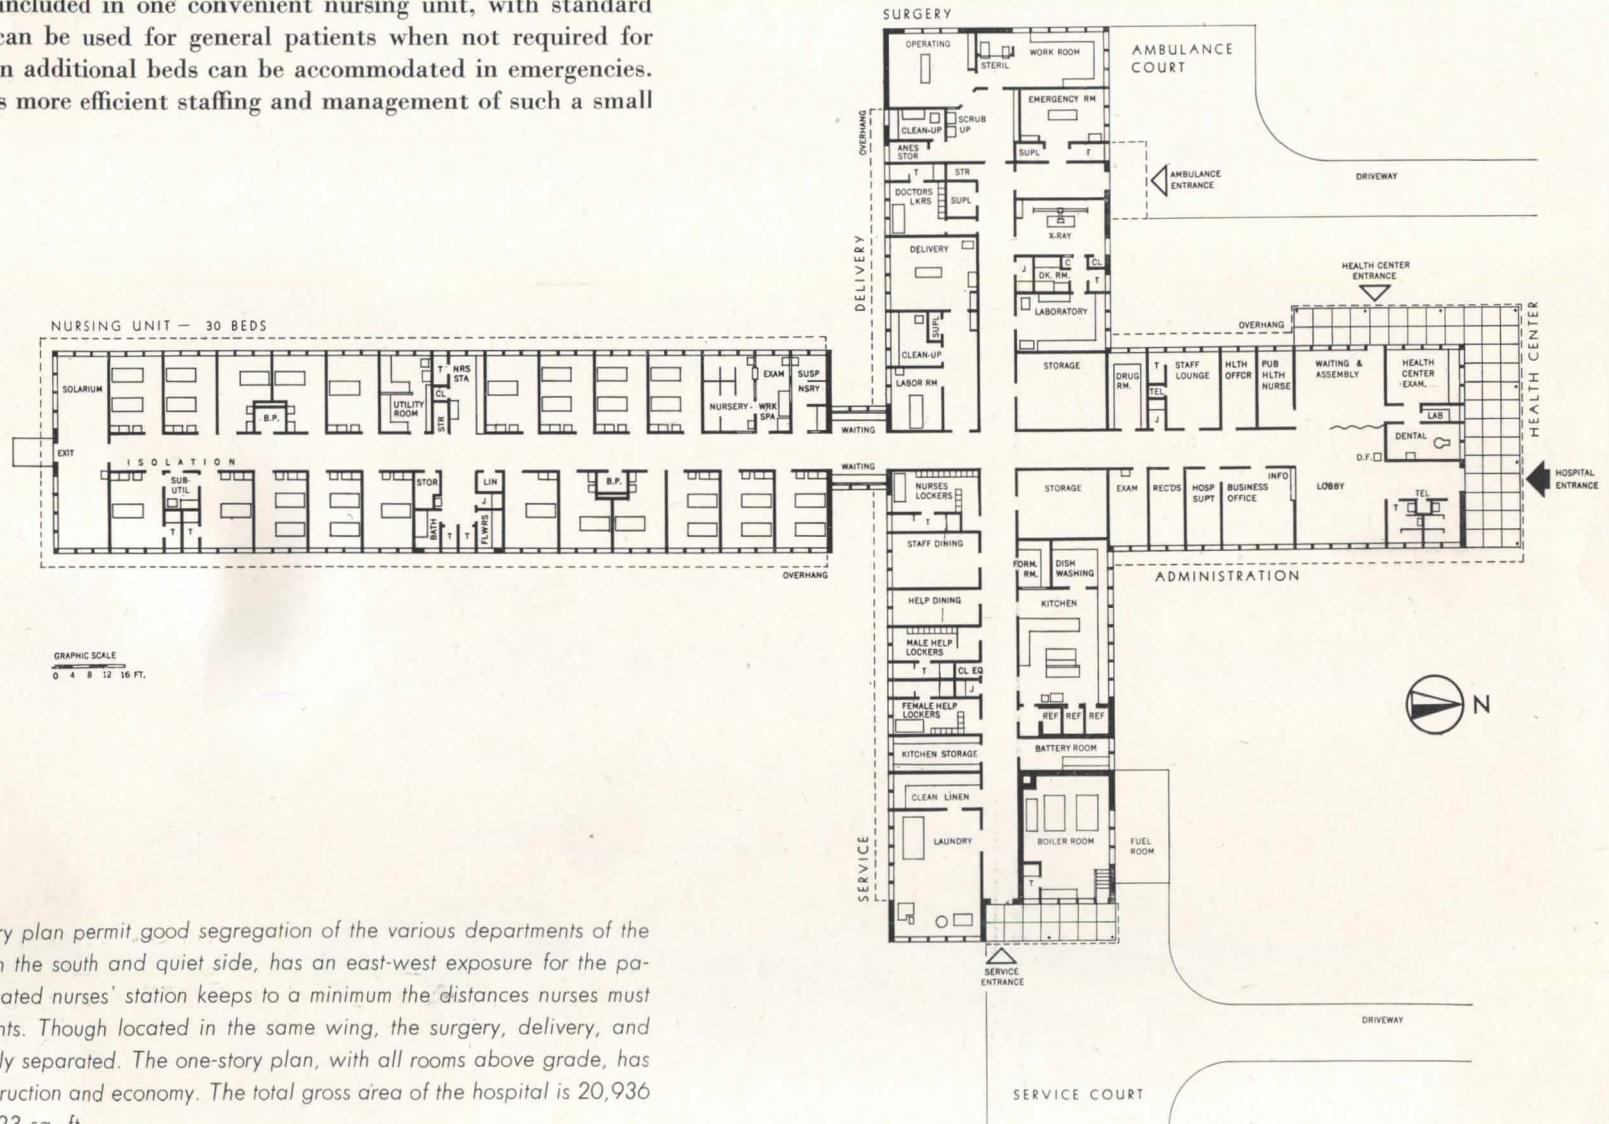 included in one convenient nursing unit, with standard
can be used for general patients when not required for
n additional beds can be accommodated in emergencies.
s more efficient staffing and management of such a small
SURGERY
OPERATING
STERIL
WORK ROOM
AMBULANCE
COURT
EMERGENCY RM
OVERHANG
CLEAN-UP
SCRUB
UP
ANES
STOR
SUPL
T
T
STR
DOCTORS
LKRS
SUPL
AMBULANCE
ENTRANCE
DRIVEWAY
X-RAY
DELIVERY
DELIVERY
J
DK. RM.
C
CL
T
HEALTH CENTER
ENTRANCE
LABORATORY
CLEAN-UP
SUPL
OVERHANG
LABOR RM
STORAGE
DRUG
RM.
T
TEL
J
STAFF
LOUNGE
HLTH
OFFCR
PUB
HLTH
NURSE
WAITING &
ASSEMBLY
HEALTH
CENTER
EXAM.
LAB
DENTAL
D.F.
HEALTH CENTER
NURSING UNIT — 30 BEDS
SOLARIUM
B.P.
UTILITY
ROOM
T
NRS
STA
CL
STR
NURSERY - WRK
SPA
EXAM
SUSP
NSRY
WAITING
EXIT
ISOLATION
WAITING
SUB-
UTIL
T
T
STOR
BATH
T
T
LIN
J
FLWRS
B.P.
OVERHANG
NURSES
LOCKERS
T
STORAGE
EXAM
REC'DS
HOSP
SUPT
BUSINESS
OFFICE
INFO
LOBBY
TEL
T
HOSPITAL
ENTRANCE
STAFF DINING
FORM.
RM.
DISH
WASHING
ADMINISTRATION
HELP DINING
KITCHEN
MALE HELP
LOCKERS
T
CL EQ
J
FEMALE HELP
LOCKERS
REF
REF
REF
KITCHEN STORAGE
BATTERY ROOM
CLEAN LINEN
LAUNDRY
BOILER ROOM
T
FUEL
ROOM
SERVICE
GRAPHIC SCALE
0 4 8 12 16 FT.
N
SERVICE
ENTRANCE
DRIVEWAY
SERVICE COURT
ry plan permit good segregation of the various departments of the
n the south and quiet side, has an east-west exposure for the pa-
ated nurses' station keeps to a minimum the distances nurses must
nts. Though located in the same wing, the surgery, delivery, and
ly separated. The one-story plan, with all rooms above grade, has
ruction and economy. The total gross area of the hospital is 20,936